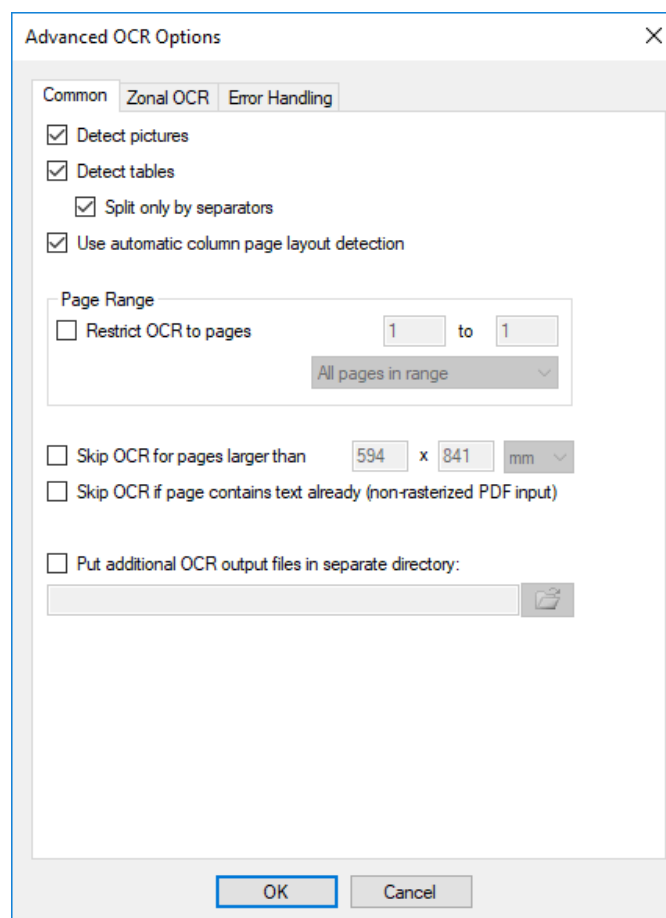 Advanced OCR Options
Common Zonal OCR Error Handling
Detect pictures
Detect tables
Split only by separators
Use automatic column page layout detection
Page Range
Restrict OCR to pages 1 to 1
All pages in range
Skip OCR for pages larger than 594 x 841 mm
Skip OCR if page contains text already (non-rasterized PDF input)
Put additional OCR output files in separate directory:
OK Cancel